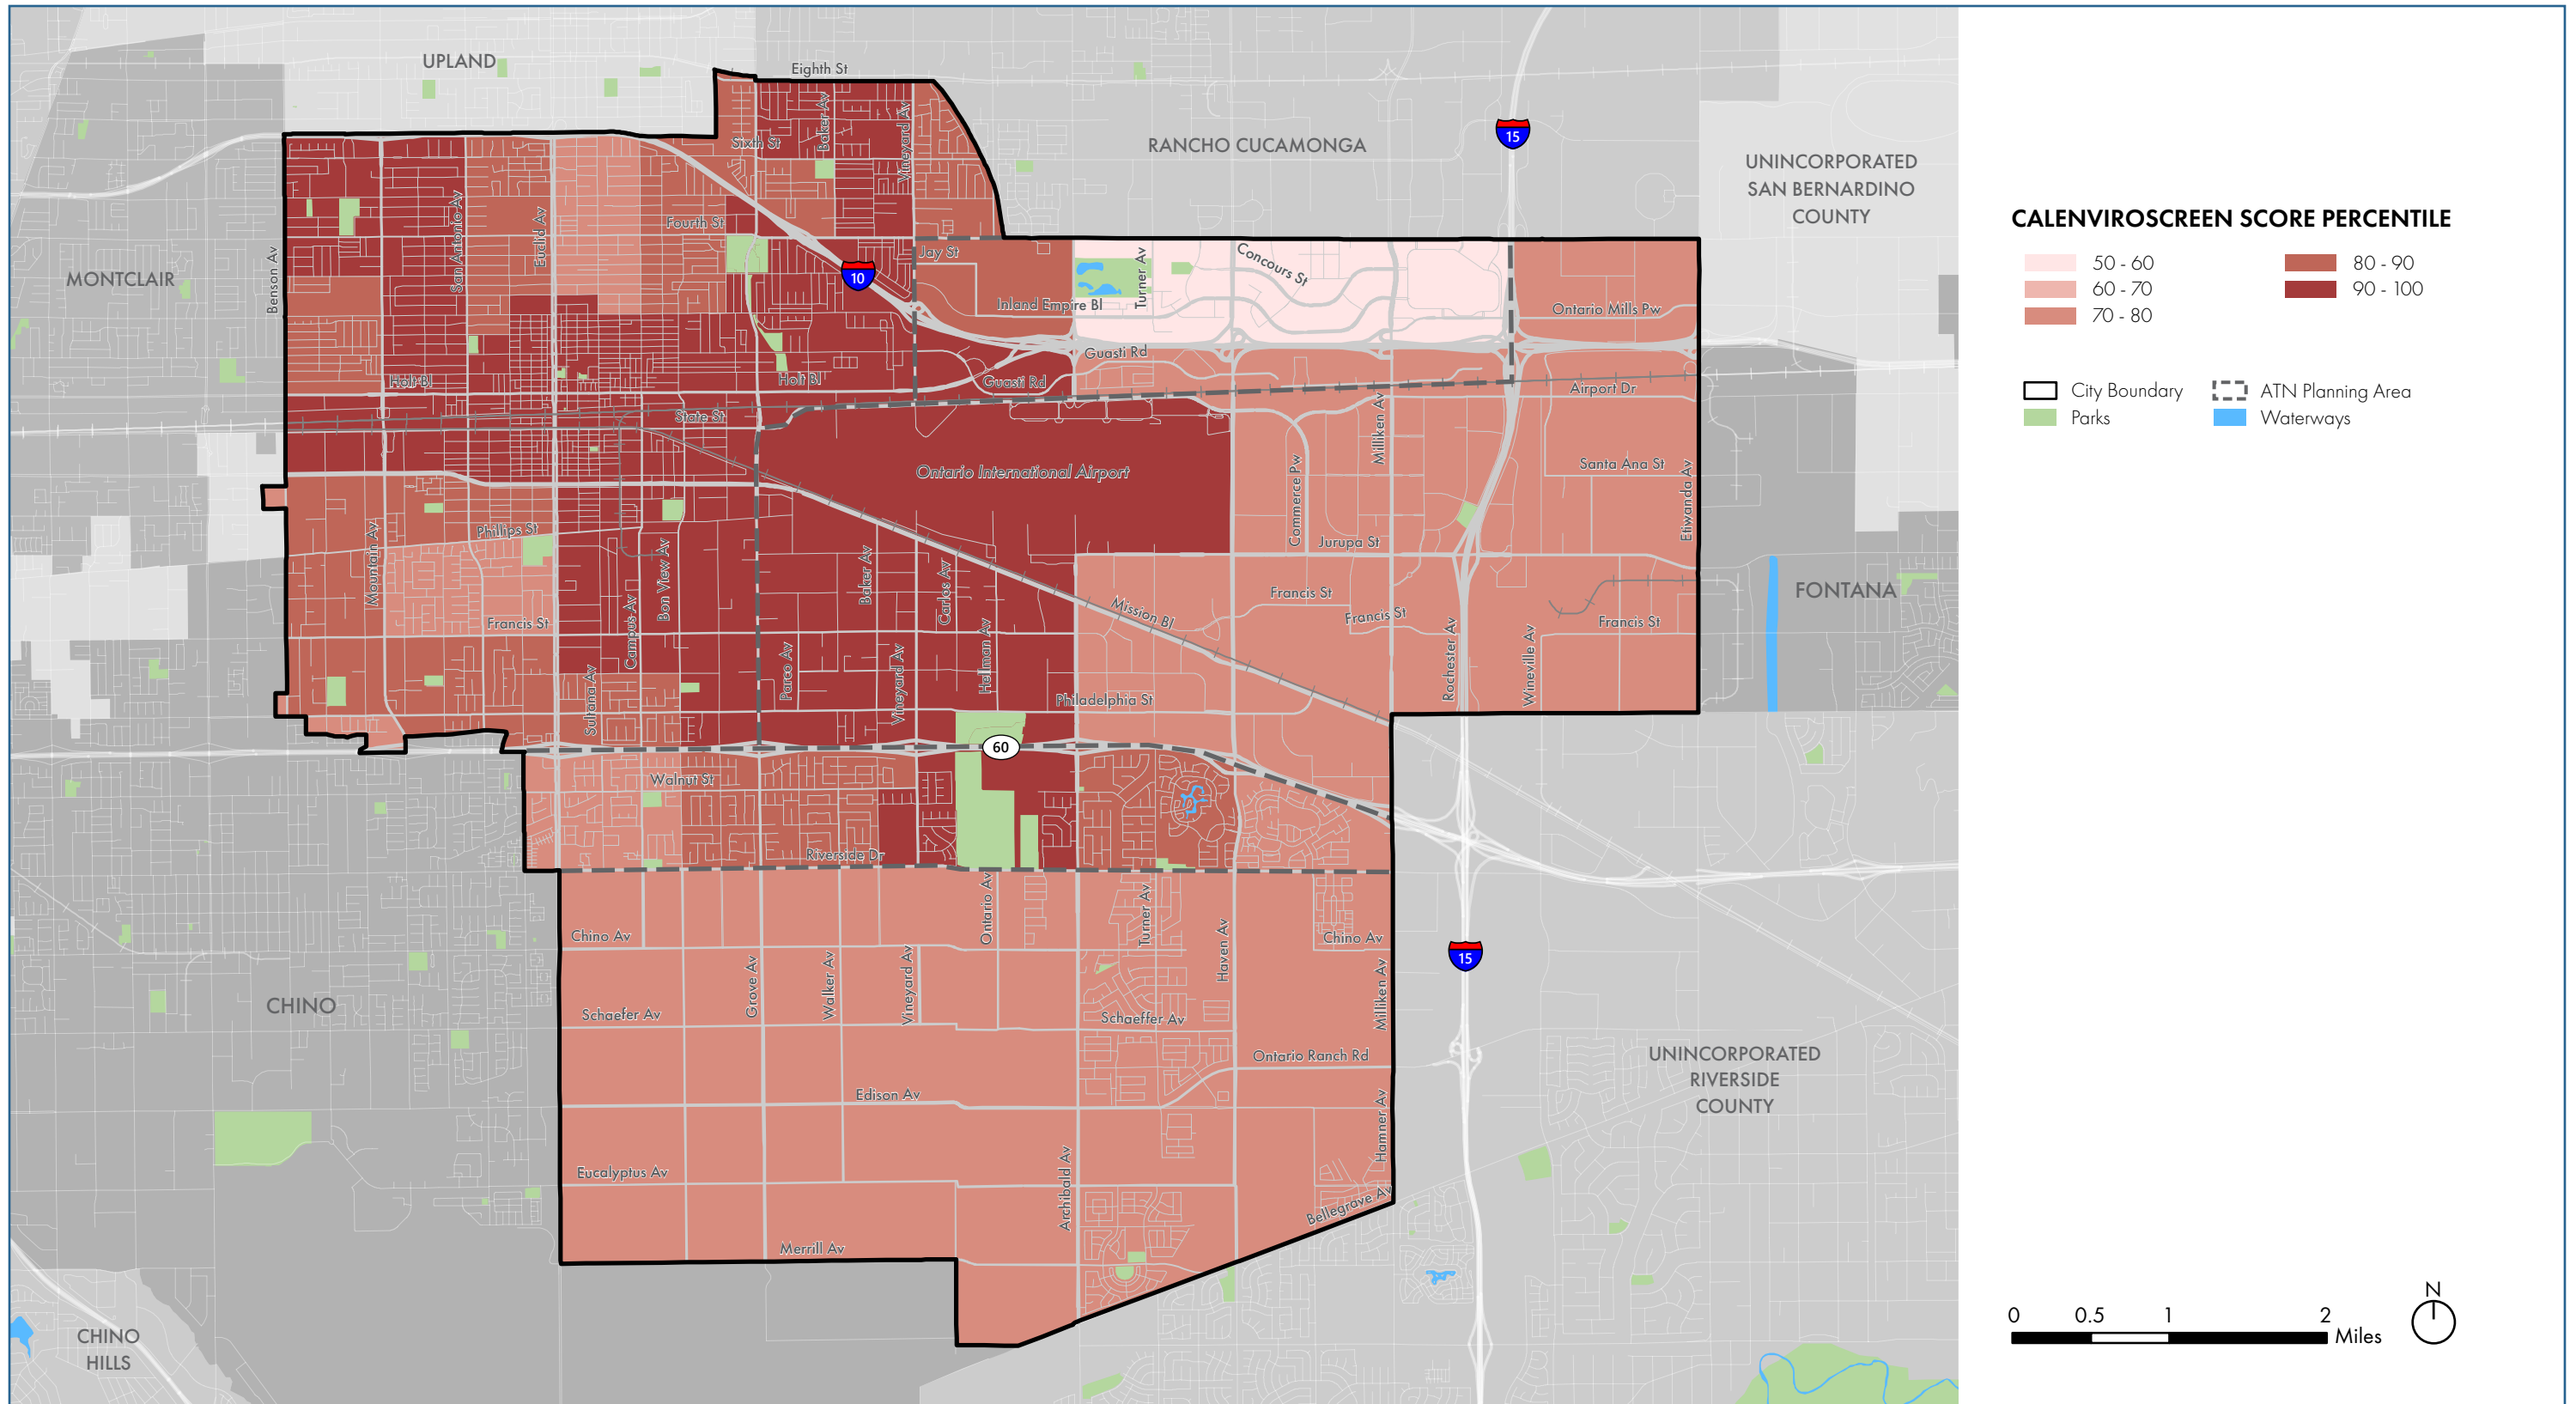 UPLAND
Eighth St
Baker Av
Vineyard Av
Sixth St
RANCHO CUCAMONGA
15
UNINCORPORATED
SAN BERNARDINO
COUNTY
MONTCLAIR
Benson Av
San Antonio Av
Euclid Av
Fourth St
10
Jay St
Turner Av
Concours St
Inland Empire Bl
Ontario Mills Pw
Guasti Rd
Holt Bl
Holt Bl
Guasti Rd
Airport Dr
State St
Milliken Av
Ontario International Airport
Commerce Pw
Santa Ana St
Etiwanda Av
Phillips St
Mountain Av
Bon View Av
Baker Av
Carlos Av
Jurupa St
Francis St
Campus Av
Mission Bl
Francis St
Francis St
Francis St
FONTANA
Sultana Av
Parco Av
Vineyard Av
Hellman Av
Philadelphia St
Rochester Av
Wineville Av
60
Walnut St
Riverside Dr
Chino Av
Ontario Av
Turner Av
Haven Av
Chino Av
15
CHINO
Schaefer Av
Grove Av
Walker Av
Vineyard Av
Schaeffer Av
Milliken Av
Ontario Ranch Rd
UNINCORPORATED
RIVERSIDE
COUNTY
Edison Av
Hamner Av
Eucalyptus Av
Archibald Av
Bellegrave Av
Merrill Av
CHINO
HILLS
CALENVIROSCREEN SCORE PERCENTILE
50 - 60
60 - 70
70 - 80
80 - 90
90 - 100
City Boundary
Parks
ATN Planning Area
Waterways
0 0.5 1 2
Miles
N